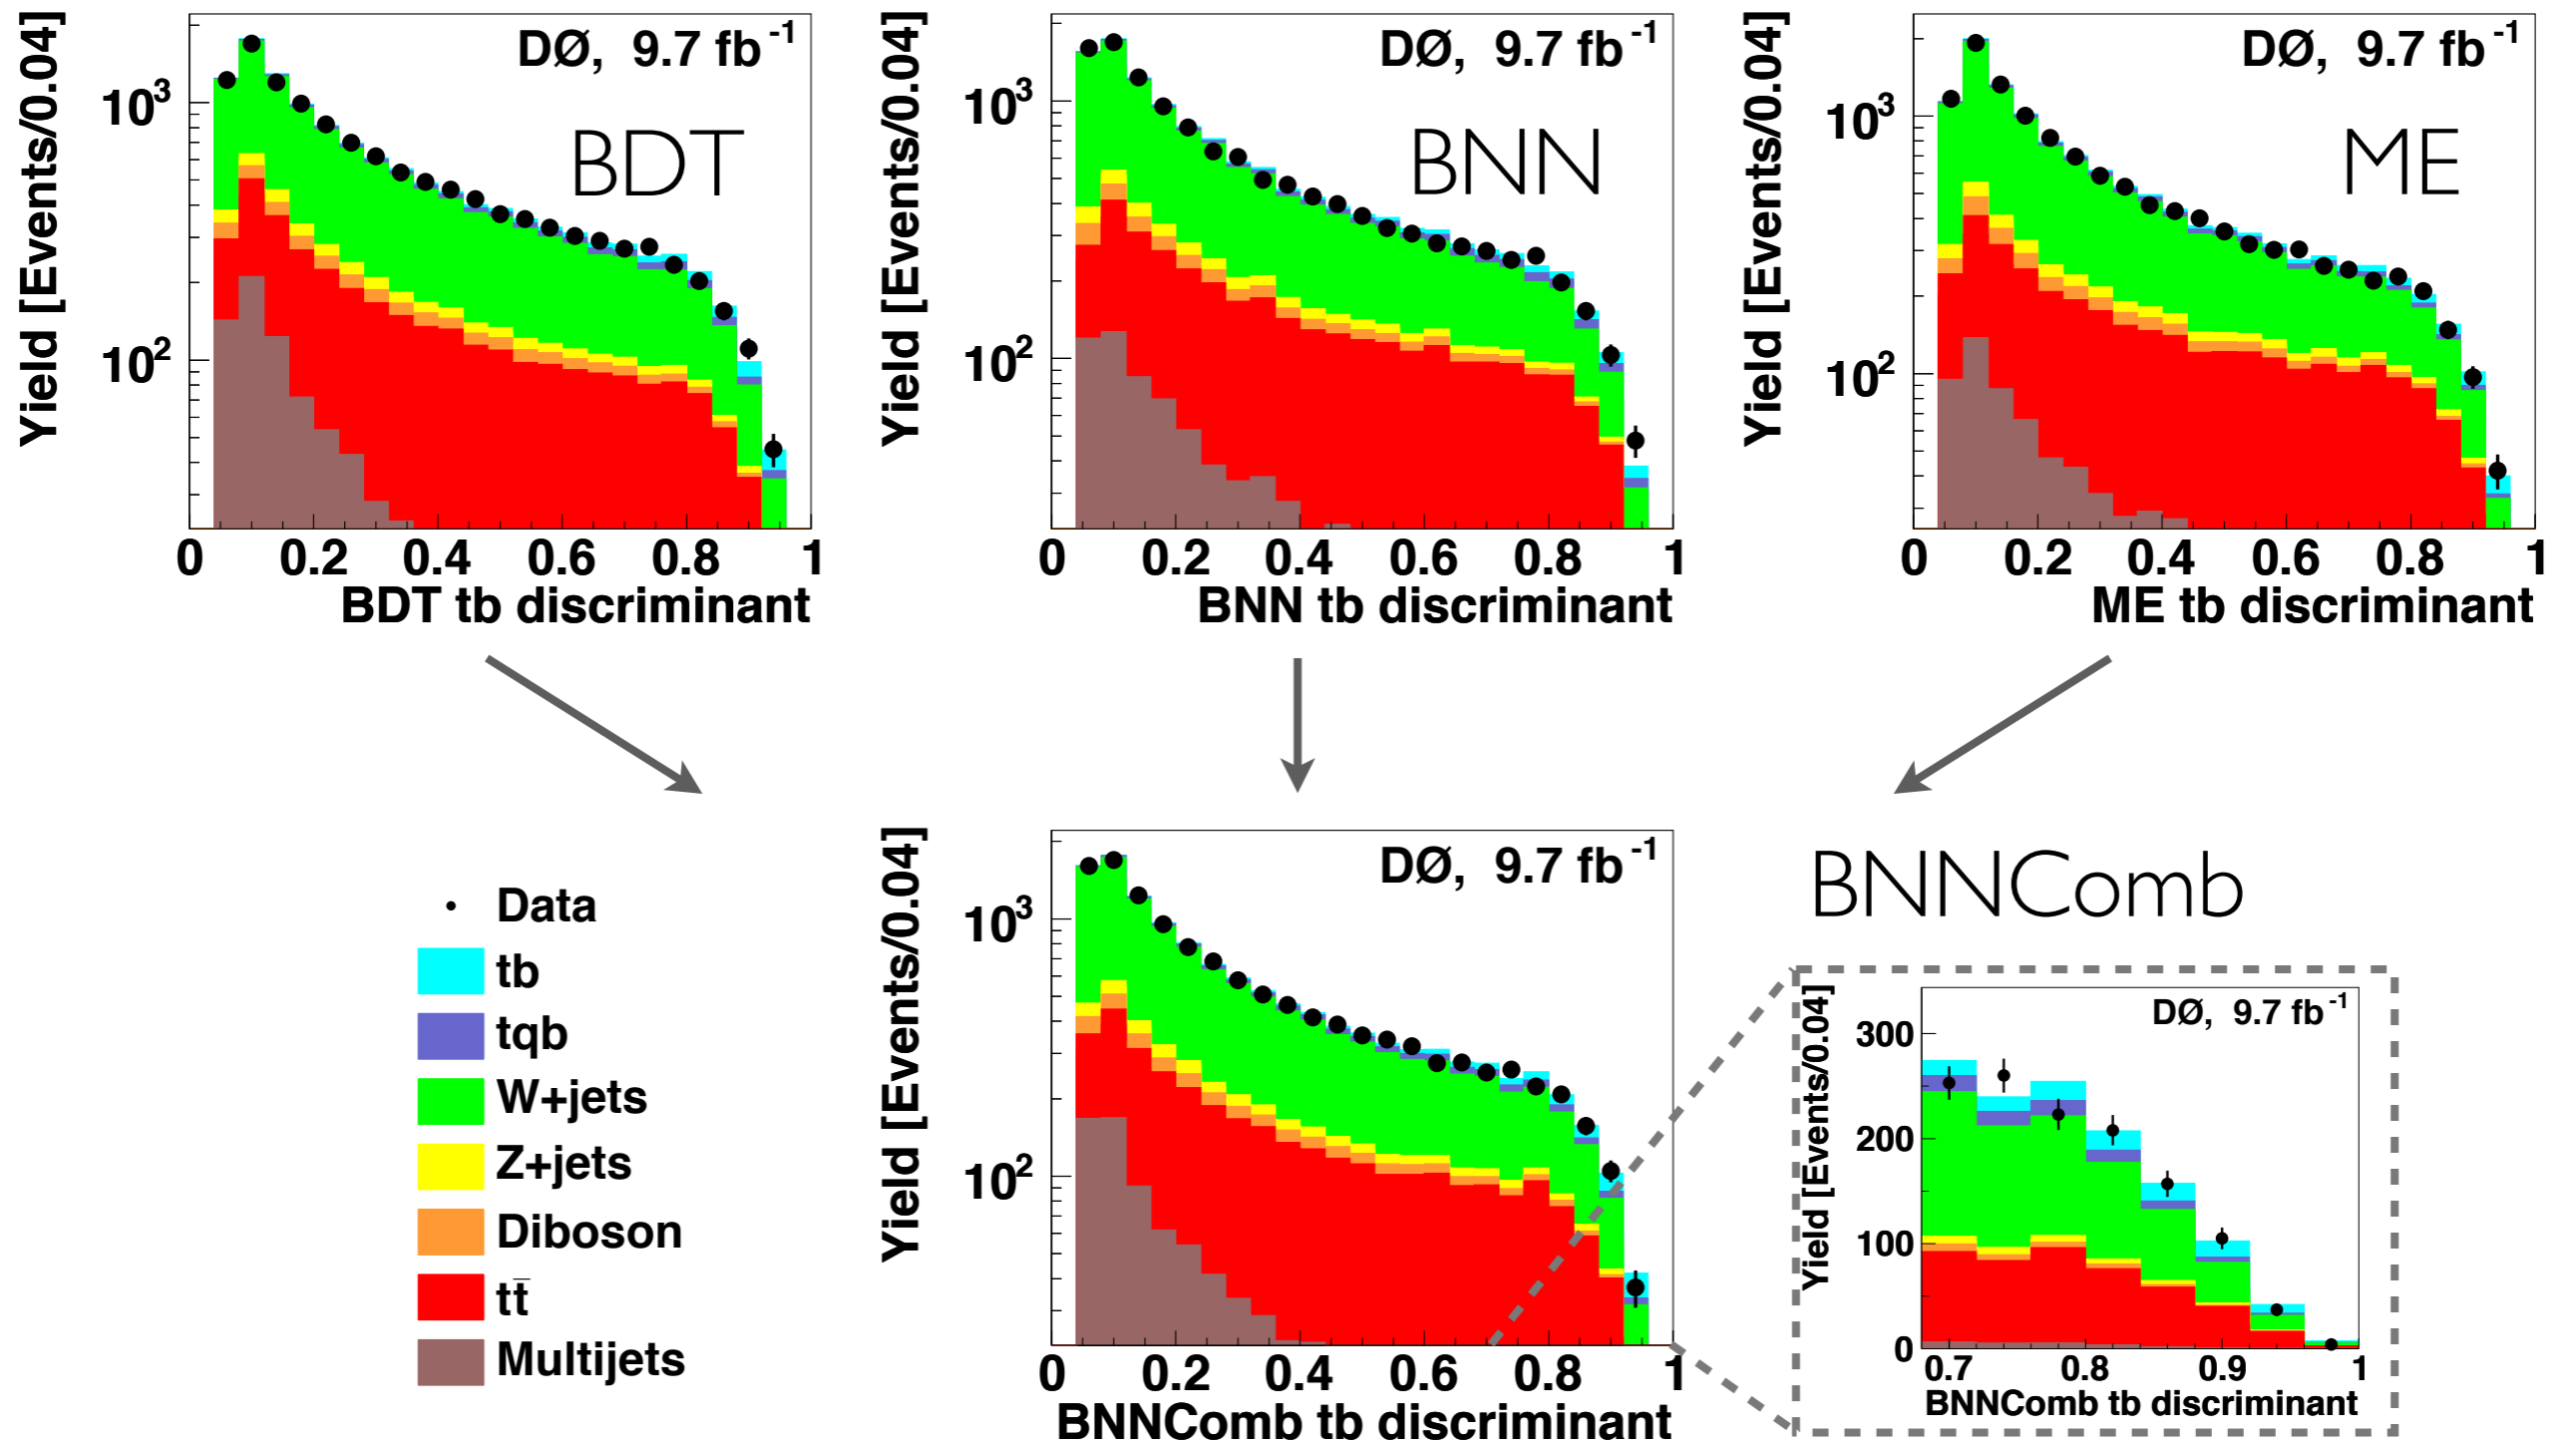 Yield [Events/0.04]
DØ, 9.7 fb⁻¹
BDT
10³
10²
0 0.2 0.4 0.6 0.8 1
BDT tb discriminant
Yield [Events/0.04]
DØ, 9.7 fb⁻¹
BNN
10³
10²
0 0.2 0.4 0.6 0.8 1
BNN tb discriminant
Yield [Events/0.04]
DØ, 9.7 fb⁻¹
ME
10³
10²
0 0.2 0.4 0.6 0.8 1
ME tb discriminant
Data
tb
tqb
W+jets
Z+jets
Diboson
tt̄
Multijets
Yield [Events/0.04]
DØ, 9.7 fb⁻¹
10³
10²
0 0.2 0.4 0.6 0.8 1
BNNComb tb discriminant
BNNComb
Yield [Events/0.04]
DØ, 9.7 fb⁻¹
300
200
100
0
0.7 0.8 0.9 1
BNNComb tb discriminant